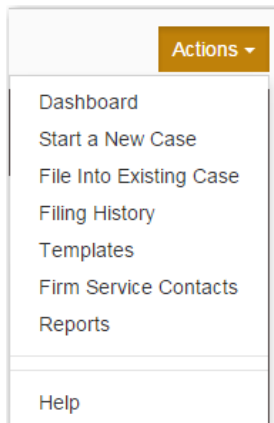 Actions
Dashboard
Start a New Case
File Into Existing Case
Filing History
Templates
Firm Service Contacts
Reports
Help